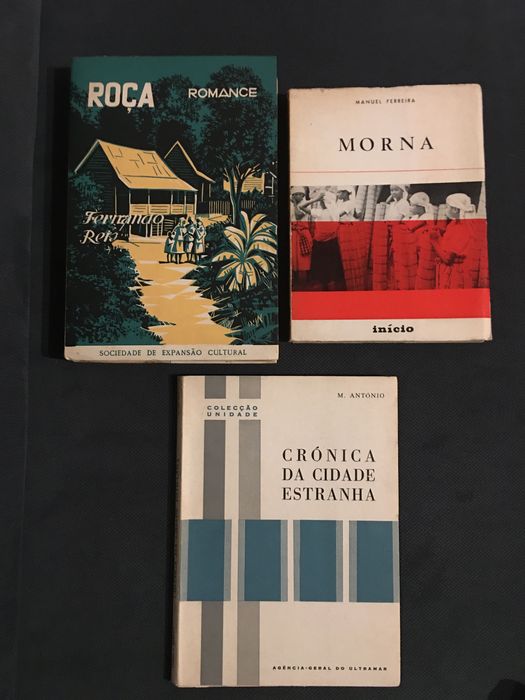 ROÇA
ROMANCE
Fernando
Reis
SOCIEDADE DE EXPANSÃO CULTURAL
MANUEL FERREIRA
MORNA
início
COLECÇÃO
UNIDADE
M. ANTÓNIO
CRÓNICA
DA CIDADE
ESTRANHA
AGÊNCIA-GERAL DO ULTRAMAR